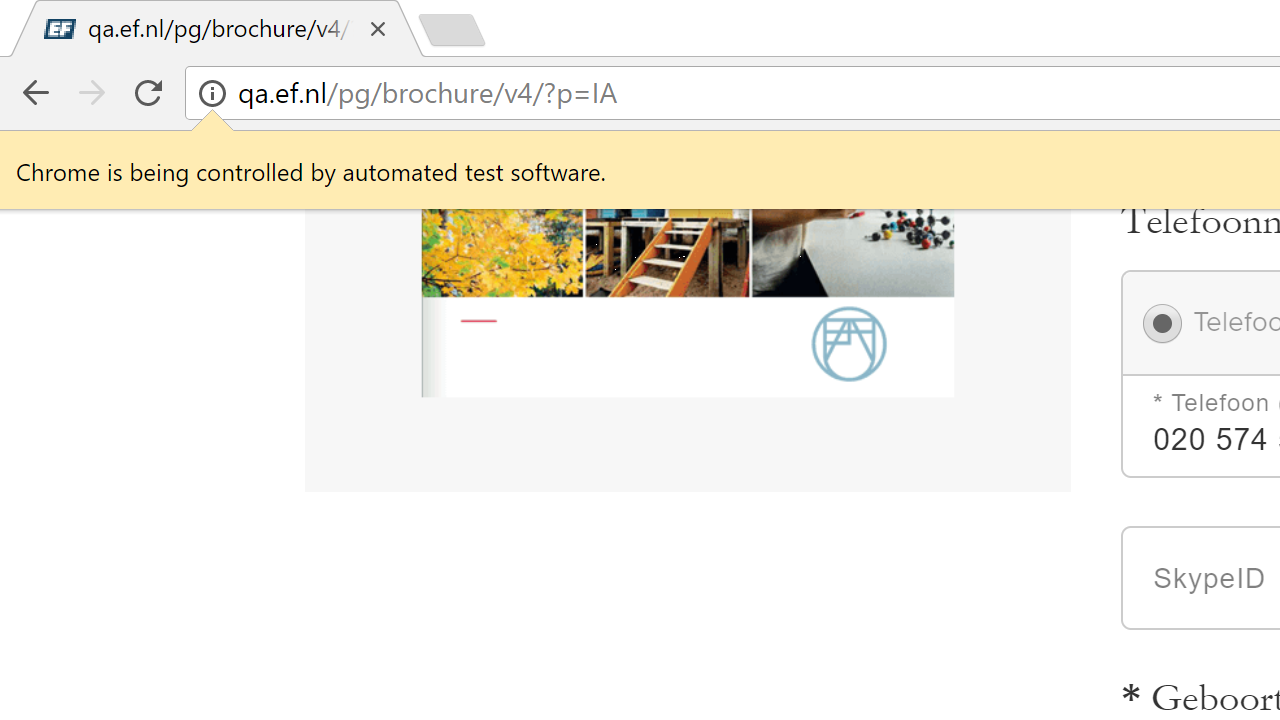 EF qa.ef.nl/pg/brochure/v4/
qa.ef.nl/pg/brochure/v4/?p=IA
Chrome is being controlled by automated test software.
Telefoonn
Telefoo
* Telefoon
020 574
SkypeID
* Geboort